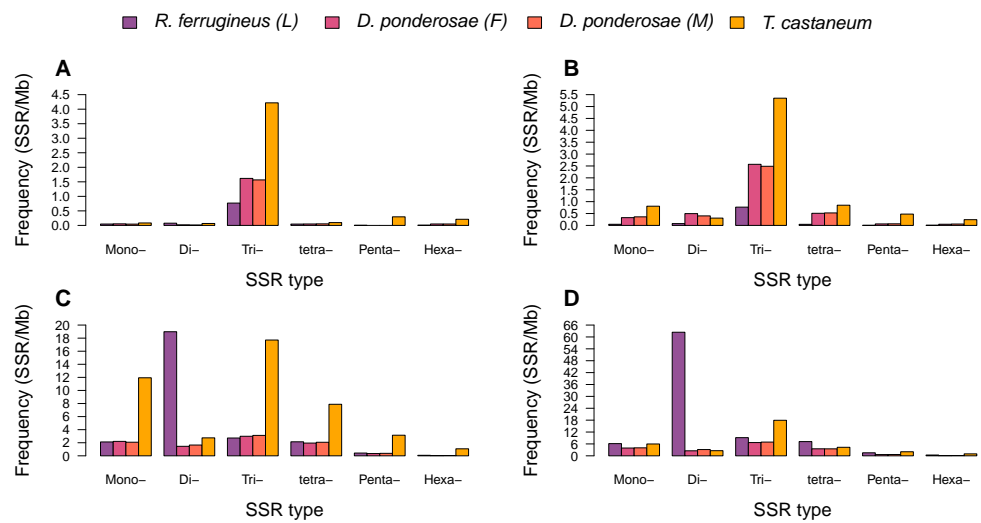 R. ferrugineus (L) D. ponderosae (F) D. ponderosae (M) T. castaneum
A
Frequency (SSR/Mb)
4.5
4.0
3.5
3.0
2.5
2.0
1.5
1.0
0.5
0.0
Mono− Di− Tri− tetra− Penta− Hexa−
SSR type
B
Frequency (SSR/Mb)
5.5
5.0
4.5
4.0
3.5
3.0
2.5
2.0
1.5
1.0
0.5
0.0
Mono− Di− Tri− tetra− Penta− Hexa−
SSR type
C
Frequency (SSR/Mb)
20
18
16
14
12
10
8
6
4
2
0
Mono− Di− Tri− tetra− Penta− Hexa−
SSR type
D
Frequency (SSR/Mb)
66
60
54
48
42
36
30
24
18
12
6
0
Mono− Di− Tri− tetra− Penta− Hexa−
SSR type